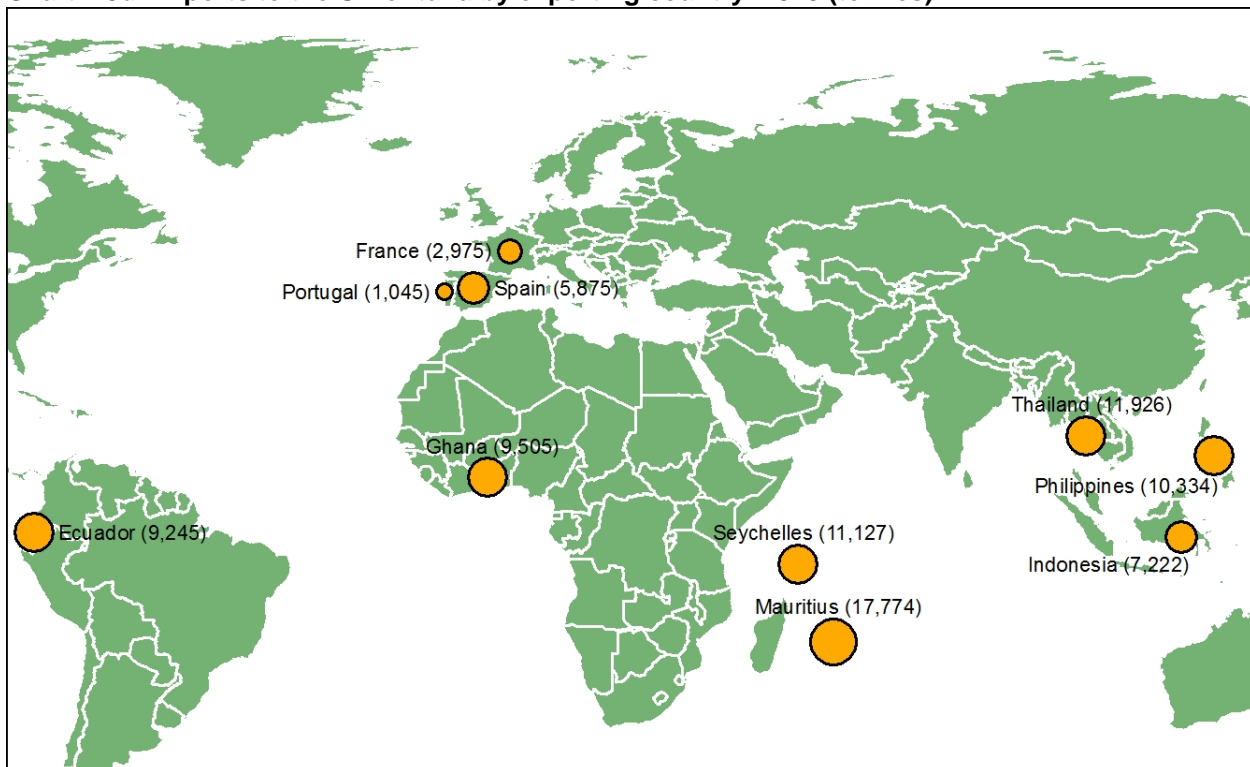 France (2,975)
Portugal (1,045)
Spain (5,875)
Thailand (11,926)
Ghana (9,505)
Philippines (10,334)
Ecuador (9,245)
Seychelles (11,127)
Indonesia (7,222)
Mauritius (17,774)